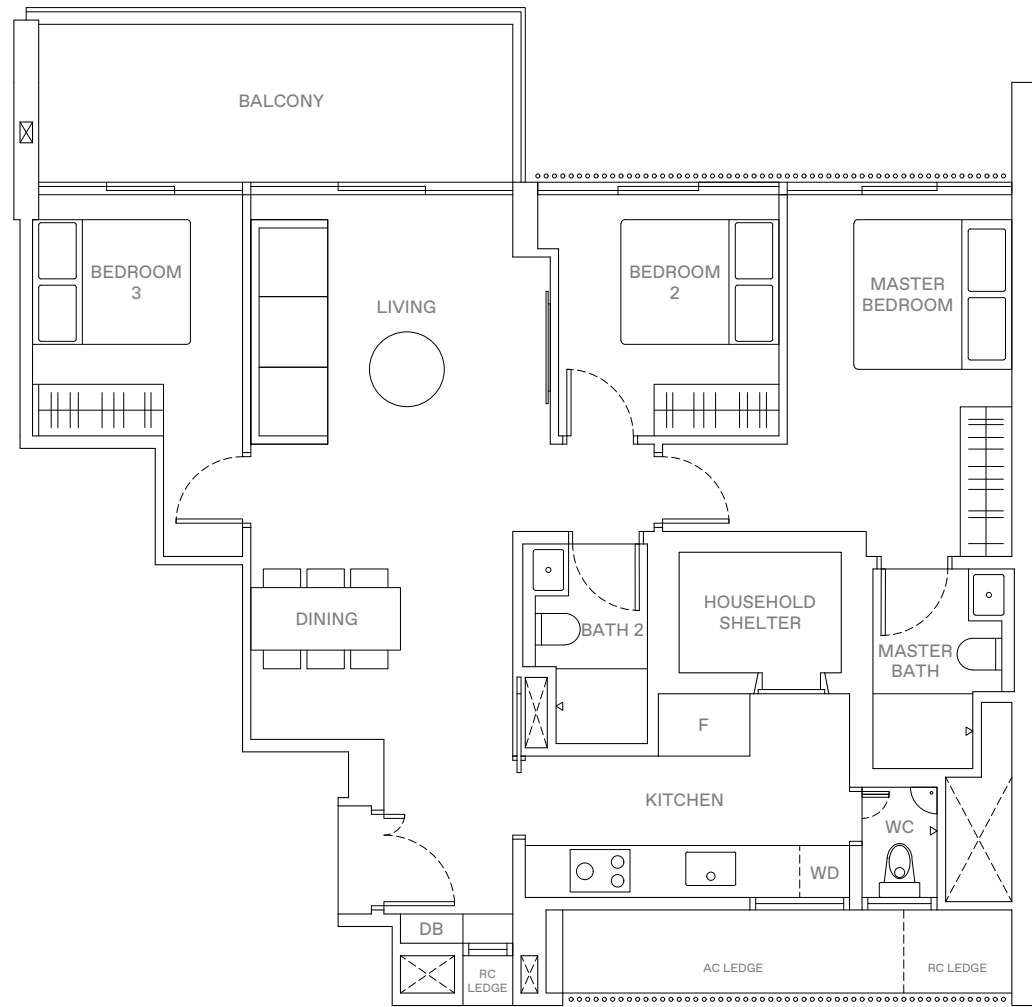 BALCONY
BEDROOM
3
LIVING
BEDROOM
2
MASTER
BEDROOM
DINING
BATH 2
HOUSEHOLD
SHELTER
MASTER
BATH
F
KITCHEN
WC
WD
DB
RC
LEDGE
AC LEDGE
RC LEDGE